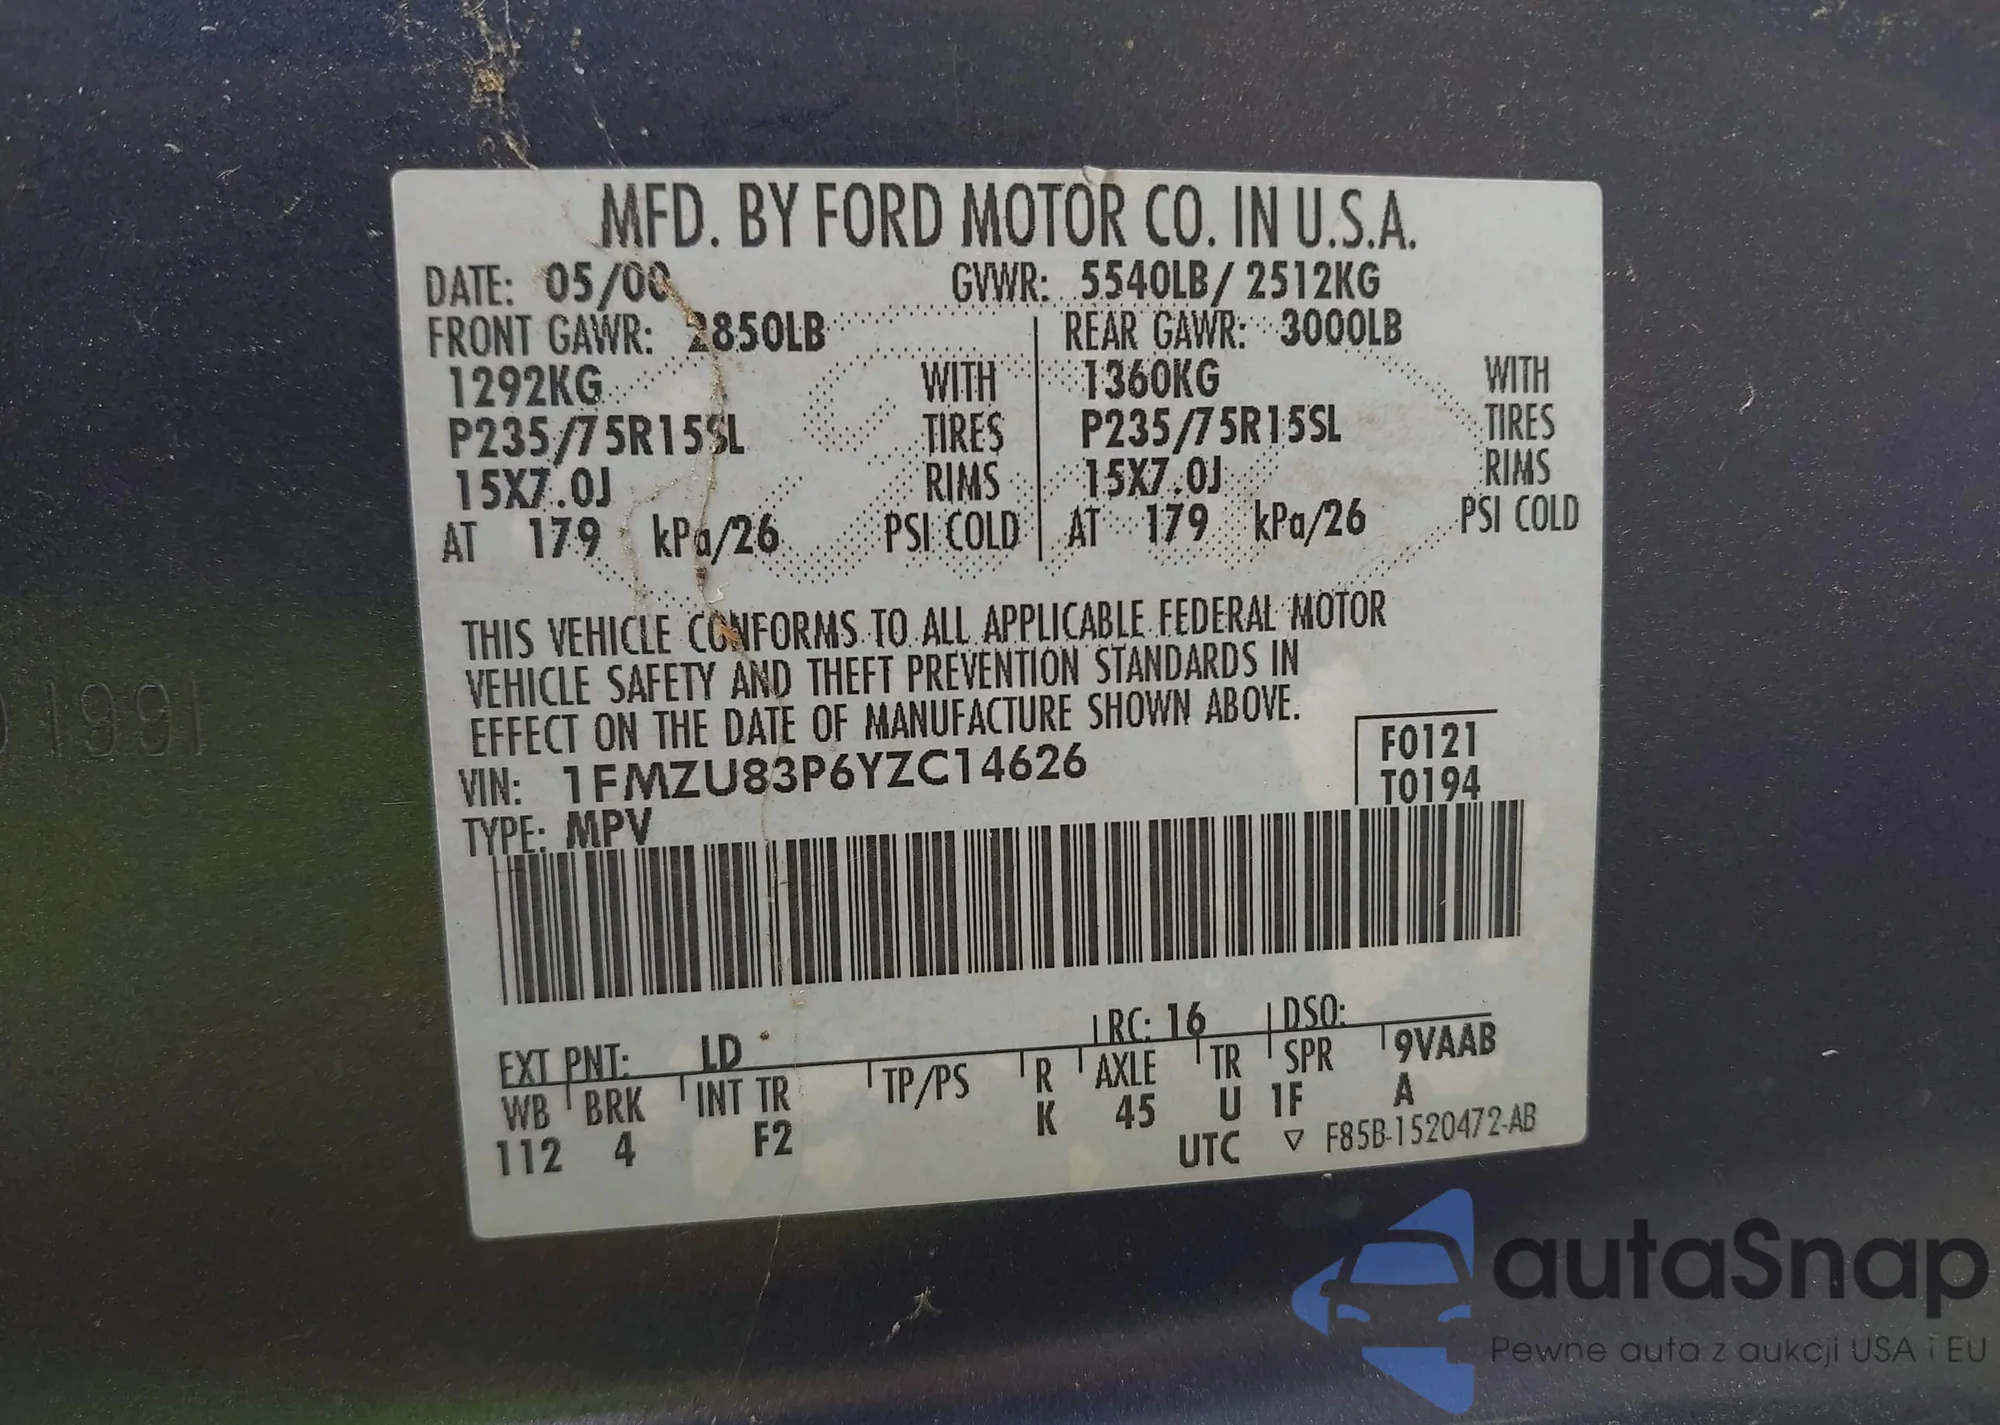 MFD. BY FORD MOTOR CO. IN U.S.A.
DATE: 05/00 GVWR: 5540LB/ 2512KG
FRONT GAWR: 2850LB REAR GAWR: 3000LB
1292KG WITH 1360KG WITH
P235/75R15SL TIRES P235/75R15SL TIRES
15X7.0J RIMS 15X7.0J RIMS
AT 179 kPa/26 PSI COLD AT 179 kPa/26 PSI COLD
THIS VEHICLE CONFORMS TO ALL APPLICABLE FEDERAL MOTOR
VEHICLE SAFETY AND THEFT PREVENTION STANDARDS IN
EFFECT ON THE DATE OF MANUFACTURE SHOWN ABOVE.
VIN: 1FMZU83P6YZC14626 F0121
TYPE: MPV T0194
EXT PNT: LD RC: 16 DSO:
WB BRK INT TR TP/PS R AXLE TR SPR 9VAAB
112 4 F2 K 45 U 1F A
UTC ▽ F85B-1520472-AB
1991
autaSnap
Pewne auta z aukcji USA i EU